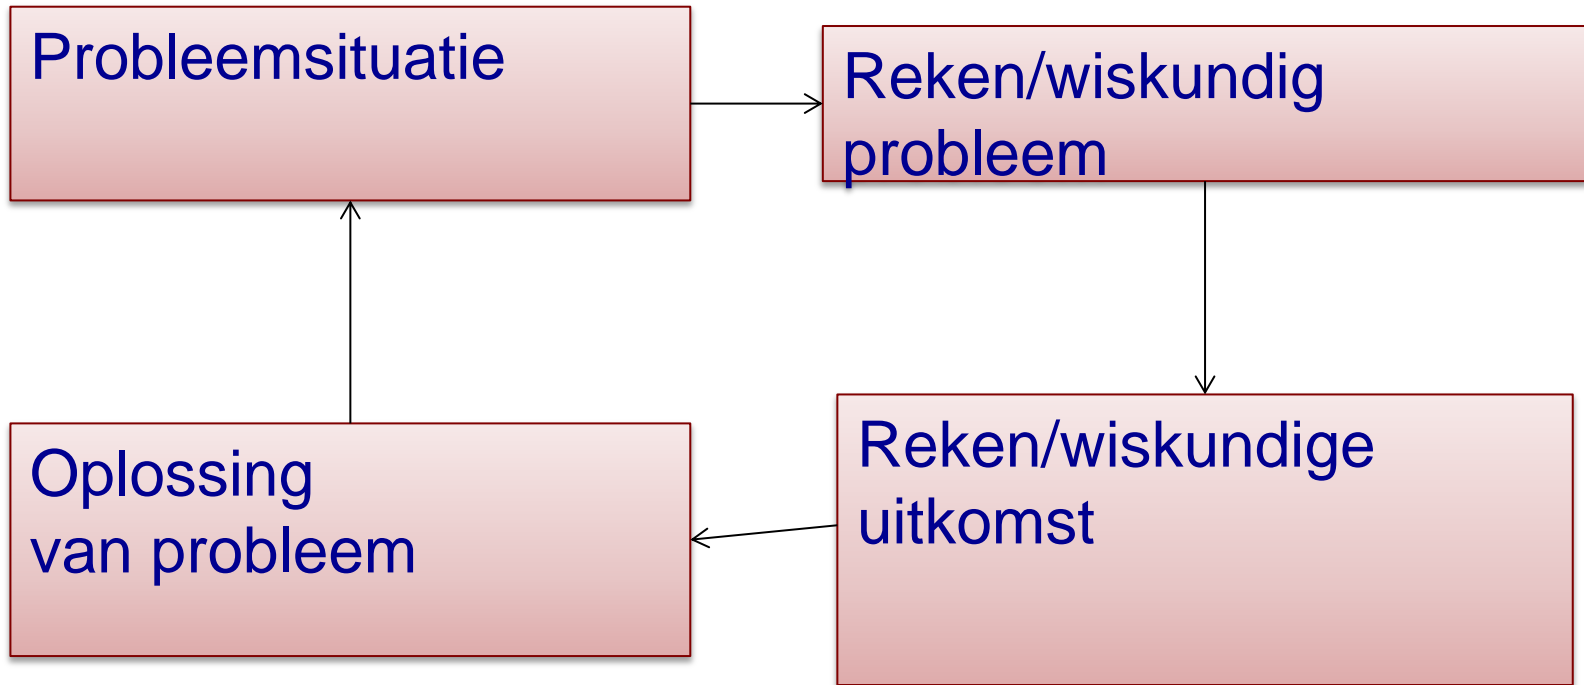 Probleemsituatie
Reken/wiskundig
probleem
Oplossing
van probleem
Reken/wiskundige
uitkomst